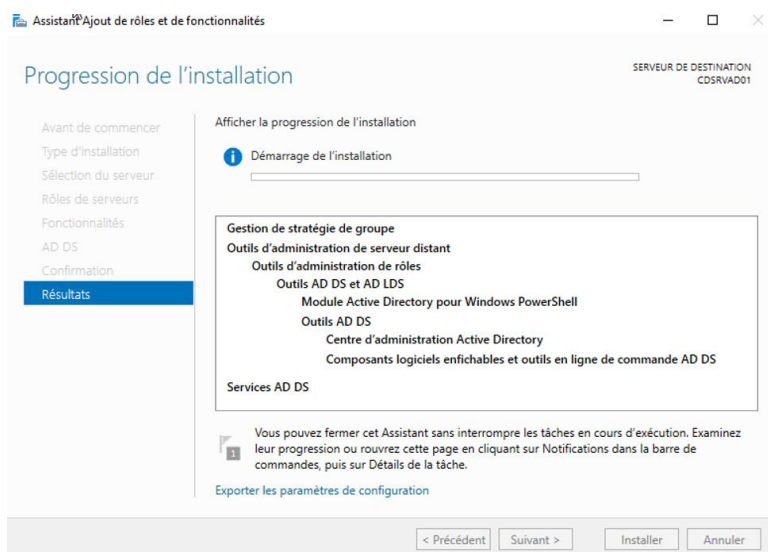 Assistant Ajout de rôles et de fonctionnalités
Progression de l'installation
SERVEUR DE DESTINATION
CDSRVAD01
Avant de commencer
Type d'installation
Sélection du serveur
Rôles de serveurs
Fonctionnalités
AD DS
Confirmation
Résultats
Afficher la progression de l'installation
Démarrage de l'installation
Gestion de stratégie de groupe
Outils d'administration de serveur distant
Outils d'administration de rôles
Outils AD DS et AD LDS
Module Active Directory pour Windows PowerShell
Outils AD DS
Centre d'administration Active Directory
Composants logiciels enfichables et outils en ligne de commande AD DS
Services AD DS
1
Vous pouvez fermer cet Assistant sans interrompre les tâches en cours d'exécution. Examinez
leur progression ou rouvrez cette page en cliquant sur Notifications dans la barre de
commandes, puis sur Détails de la tâche.
Exporter les paramètres de configuration
< Précédent
Suivant >
Installer
Annuler